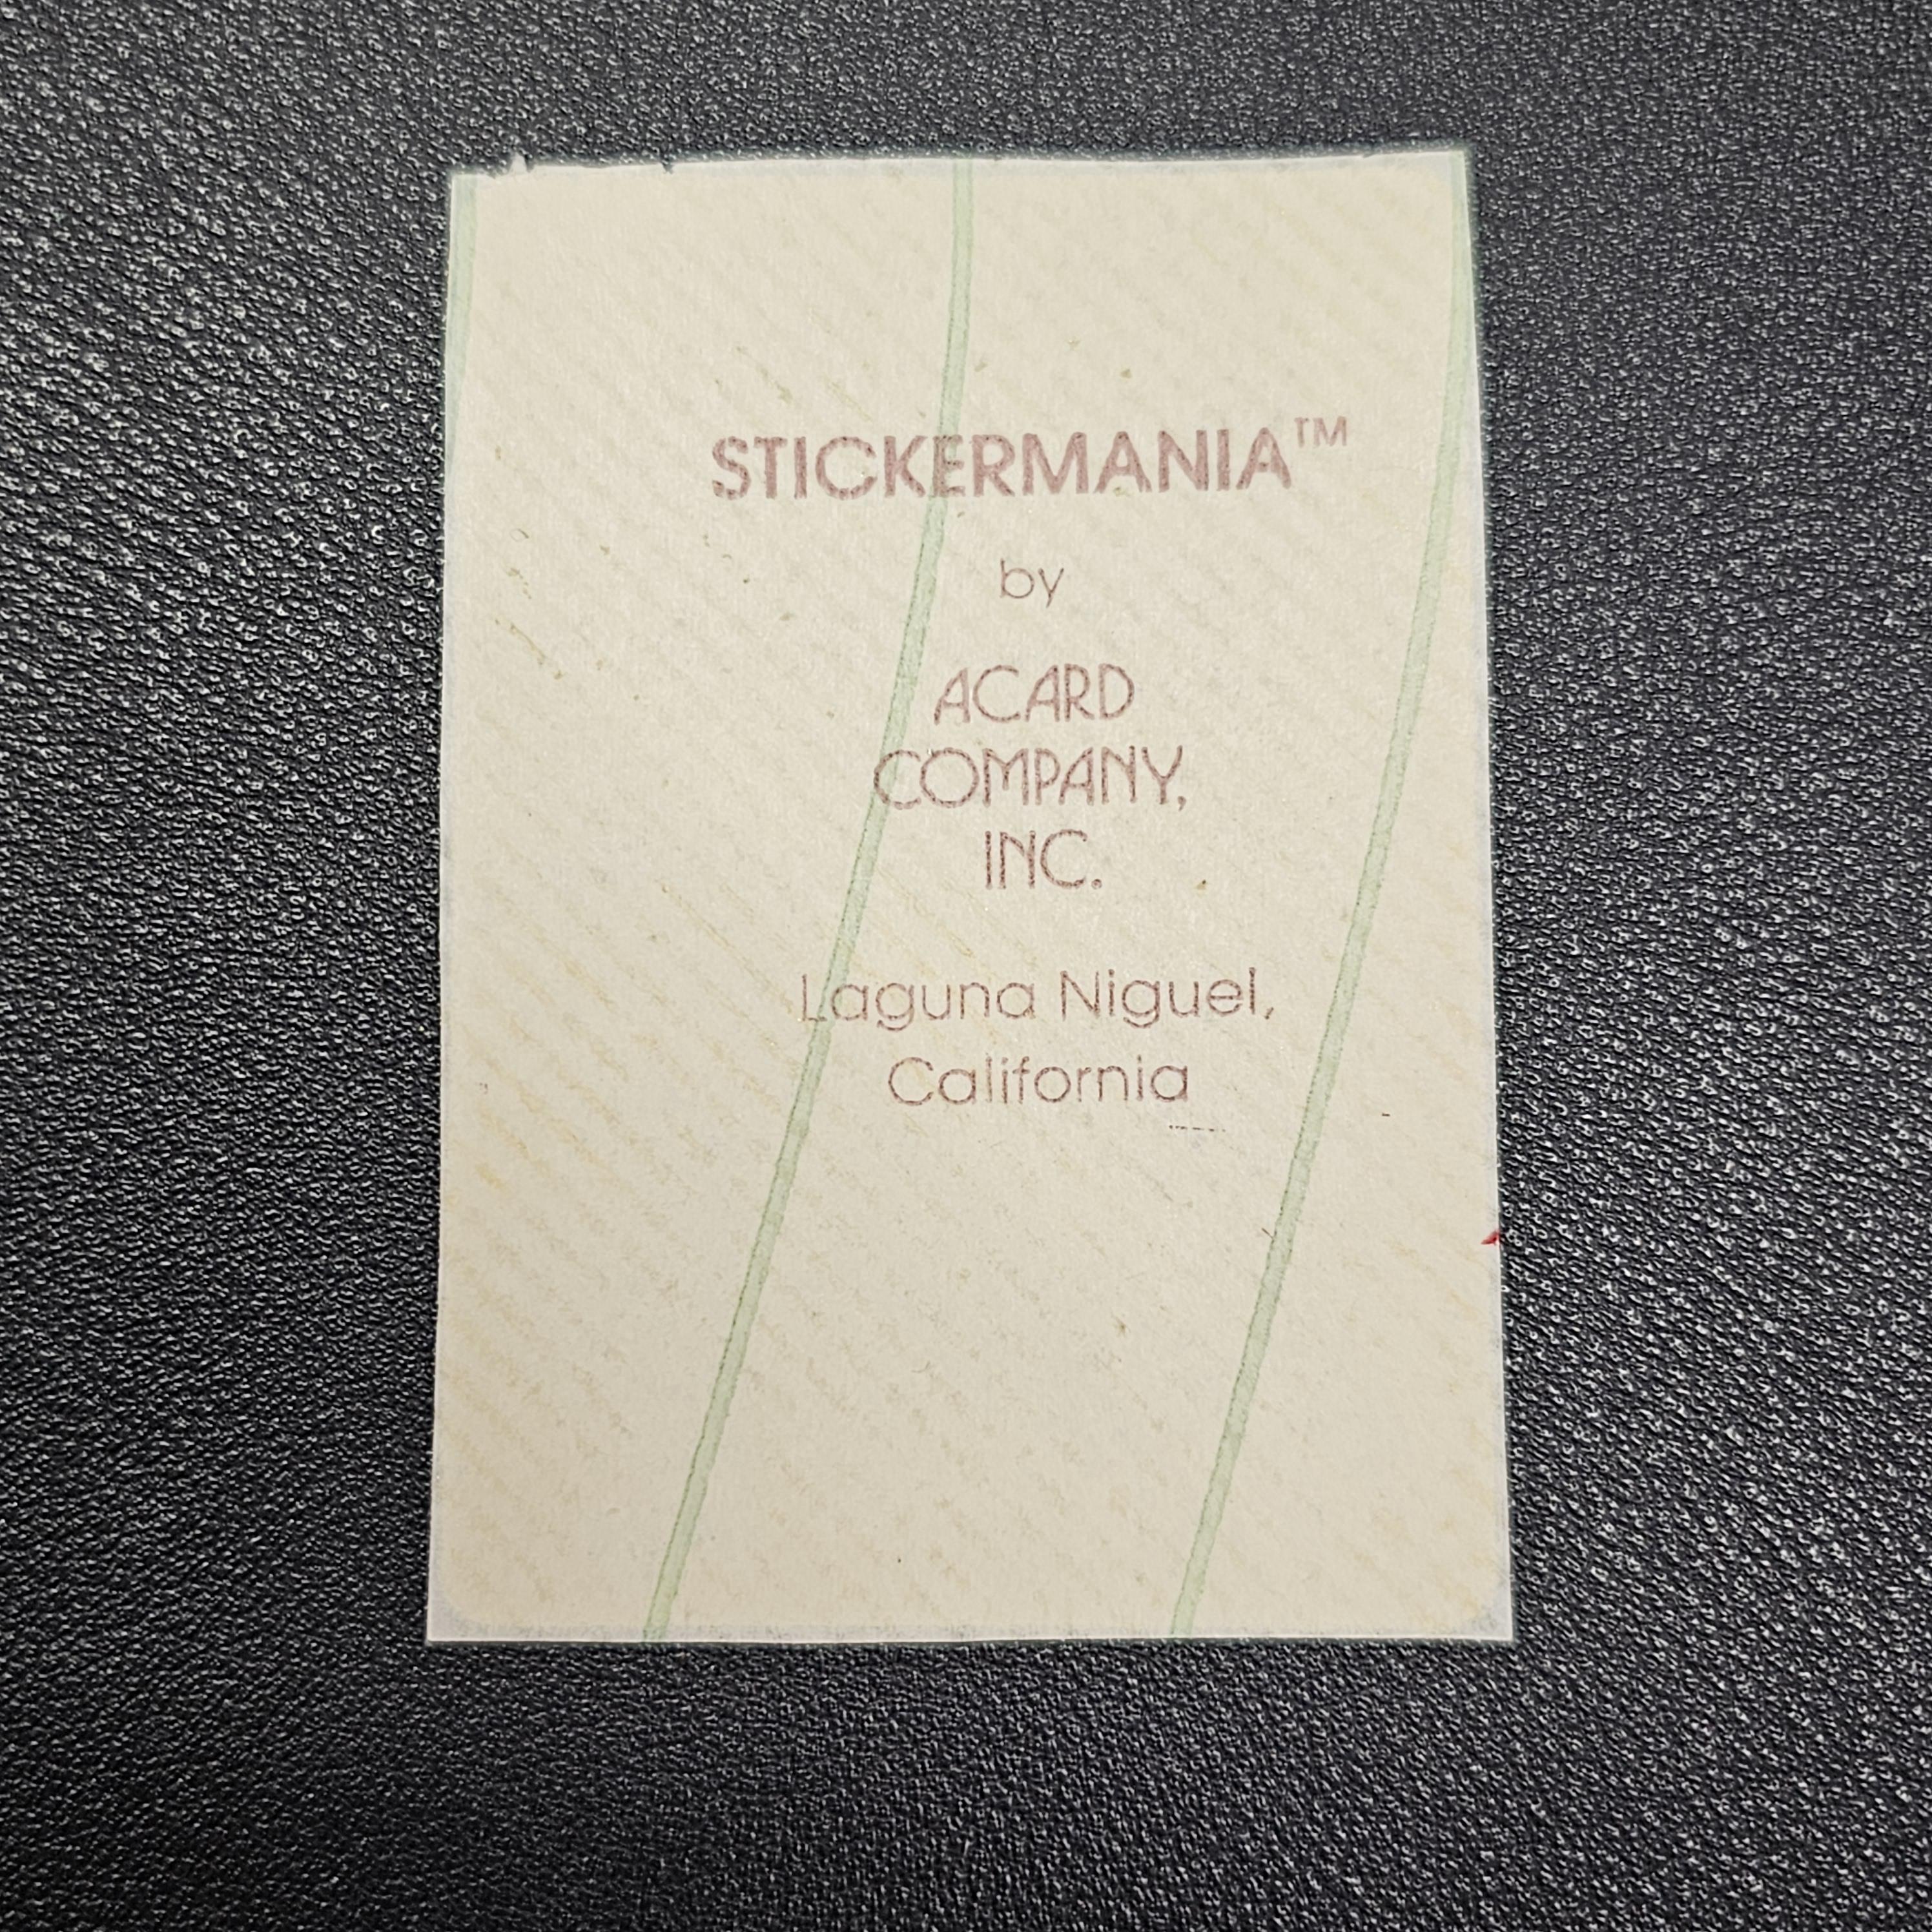 STICKERMANIA™
by
ACARD
COMPANY,
INC.
Laguna Niguel,
California